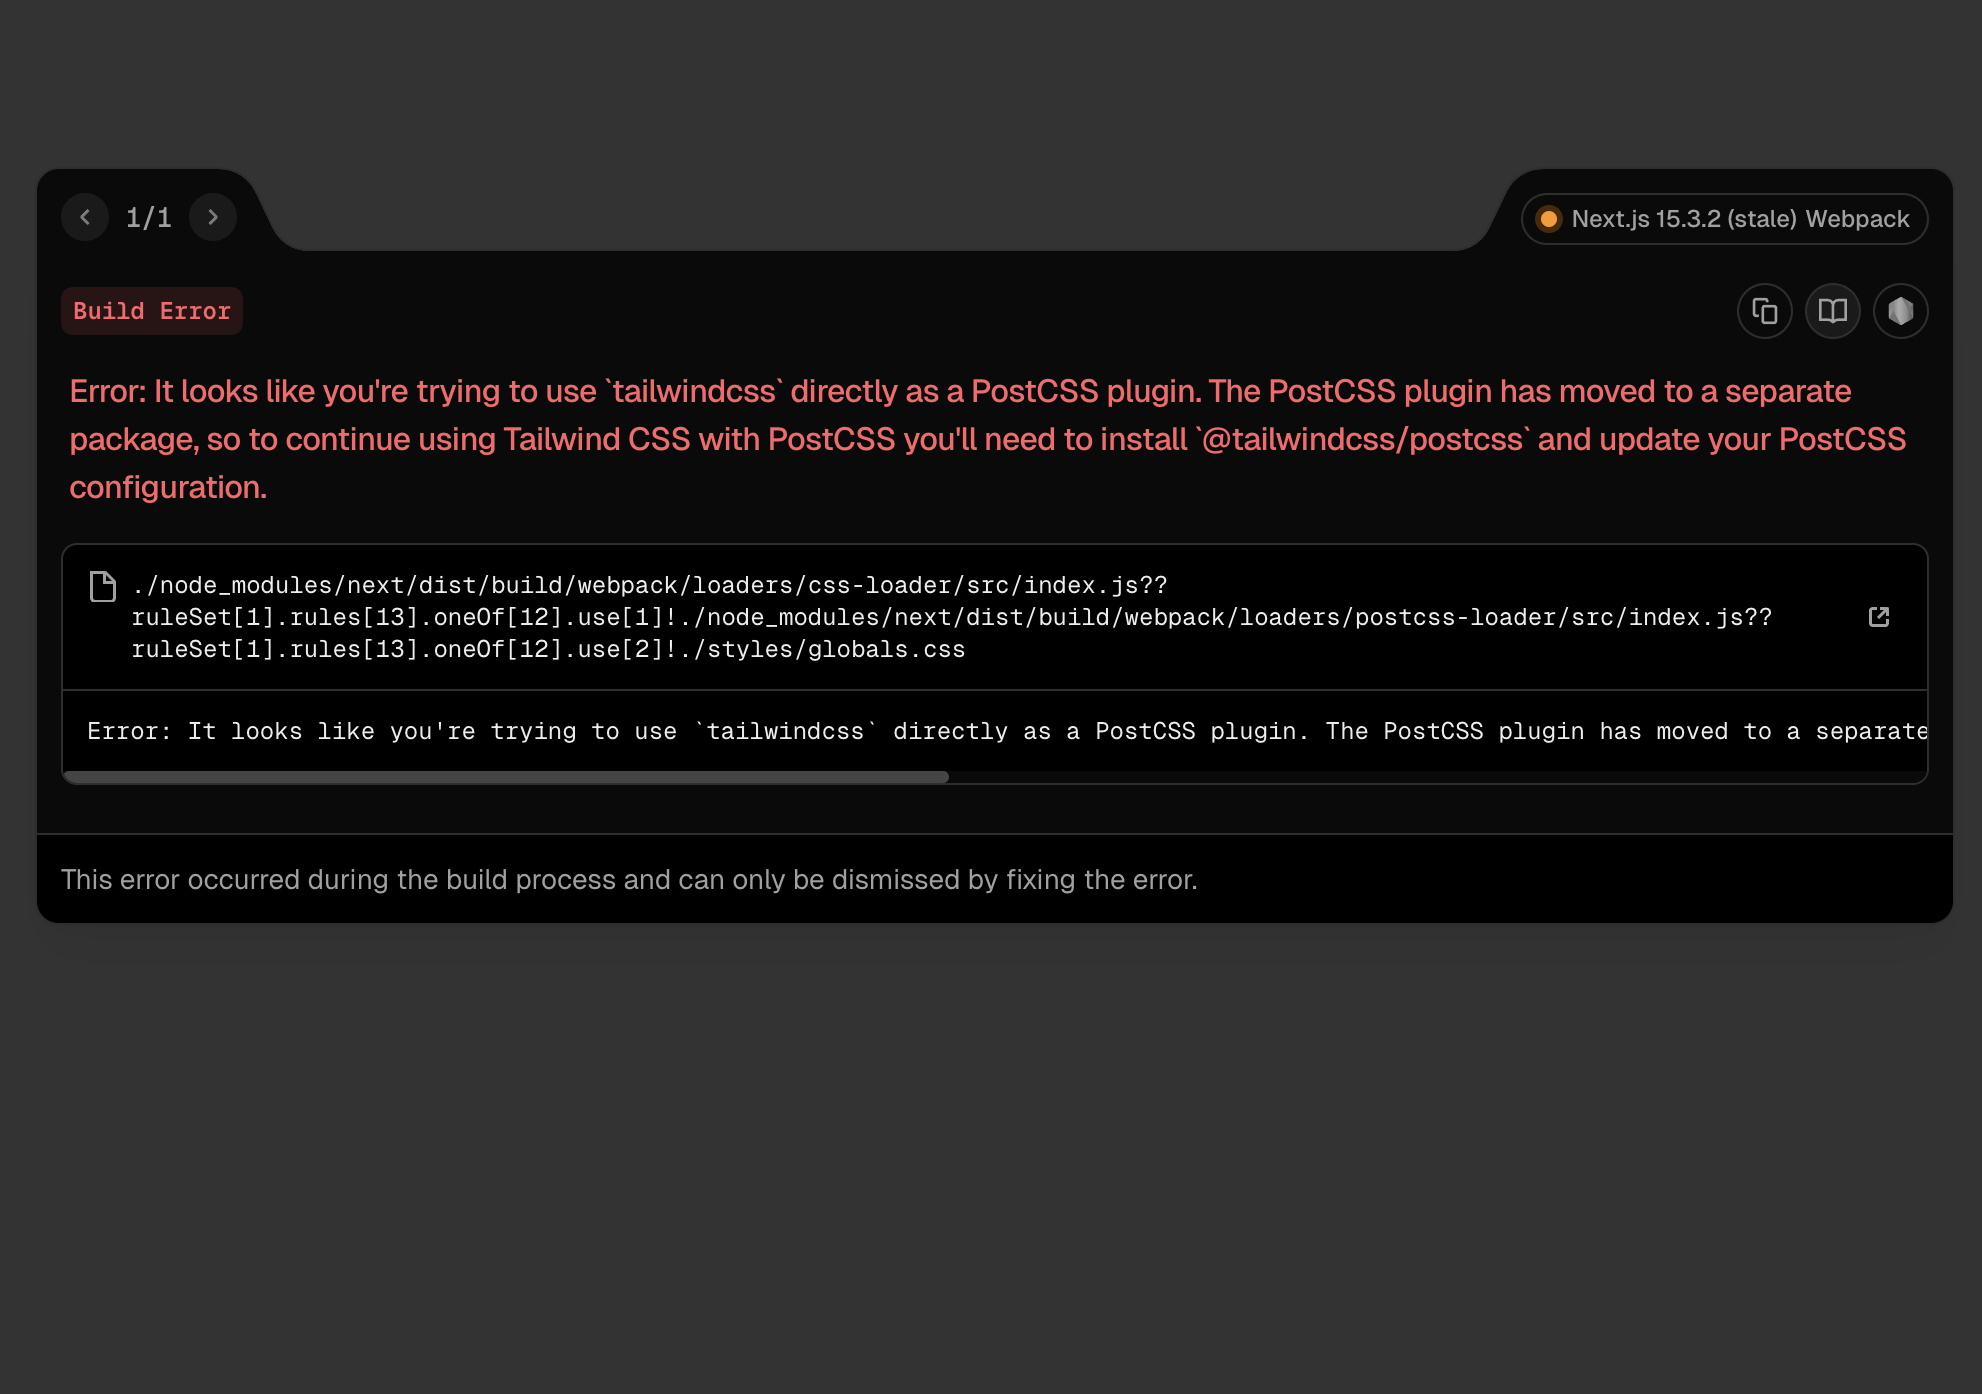 1/1
Next.js 15.3.2 (stale) Webpack
Build Error
Error: It looks like you're trying to use `tailwindcss` directly as a PostCSS plugin. The PostCSS plugin has moved to a separate
package, so to continue using Tailwind CSS with PostCSS you'll need to install `@tailwindcss/postcss` and update your PostCSS
configuration.
./node_modules/next/dist/build/webpack/loaders/css-loader/src/index.js??
ruleSet[1].rules[13].oneOf[12].use[1]!./node_modules/next/dist/build/webpack/loaders/postcss-loader/src/index.js??
ruleSet[1].rules[13].oneOf[12].use[2]!./styles/globals.css
Error: It looks like you're trying to use `tailwindcss` directly as a PostCSS plugin. The PostCSS plugin has moved to a separate
This error occurred during the build process and can only be dismissed by fixing the error.